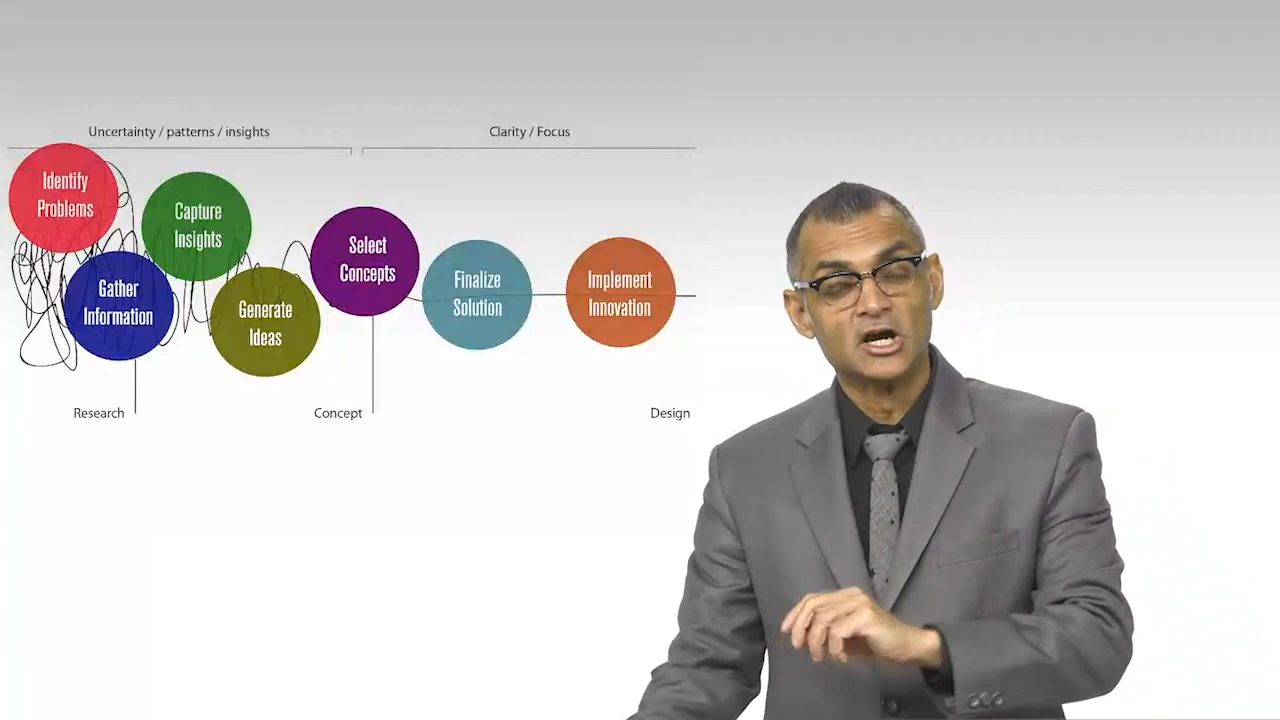 Uncertainty / patterns / insights
Clarity / Focus
Identify
Problems
Capture
Insights
Gather
Information
Generate
Ideas
Select
Concepts
Finalize
Solution
Implement
Innovation
Research
Concept
Design